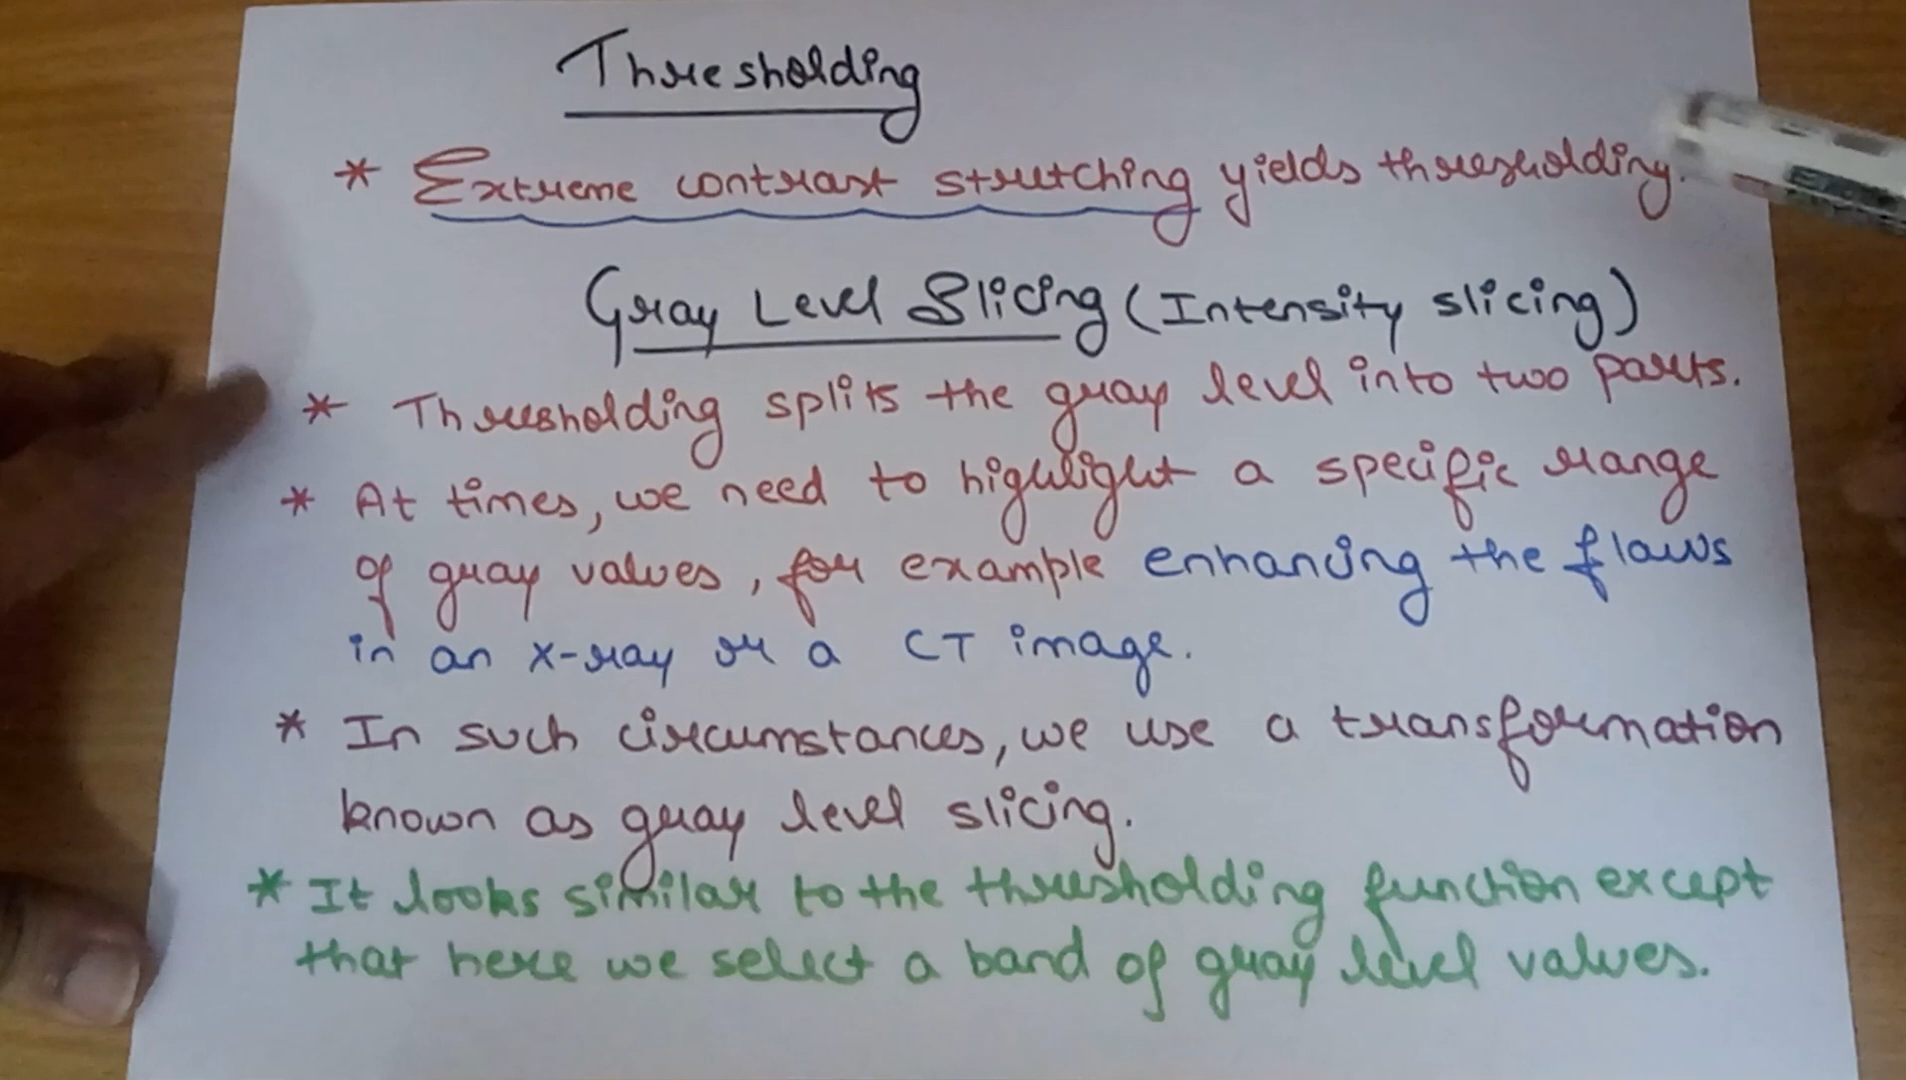 Thresholding
* Extreme contrast stretching yields thresholding.
Gray Level Slicing (Intensity slicing)
* Thresholding splits the gray level into two parts.
* At times, we need to highlight a specific range
of gray values, for example enhancing the flaws
in an x-ray or a CT image.
* In such circumstances, we use a transformation
known as gray level slicing.
* It looks similar to the thresholding function except
that here we select a band of gray level values.